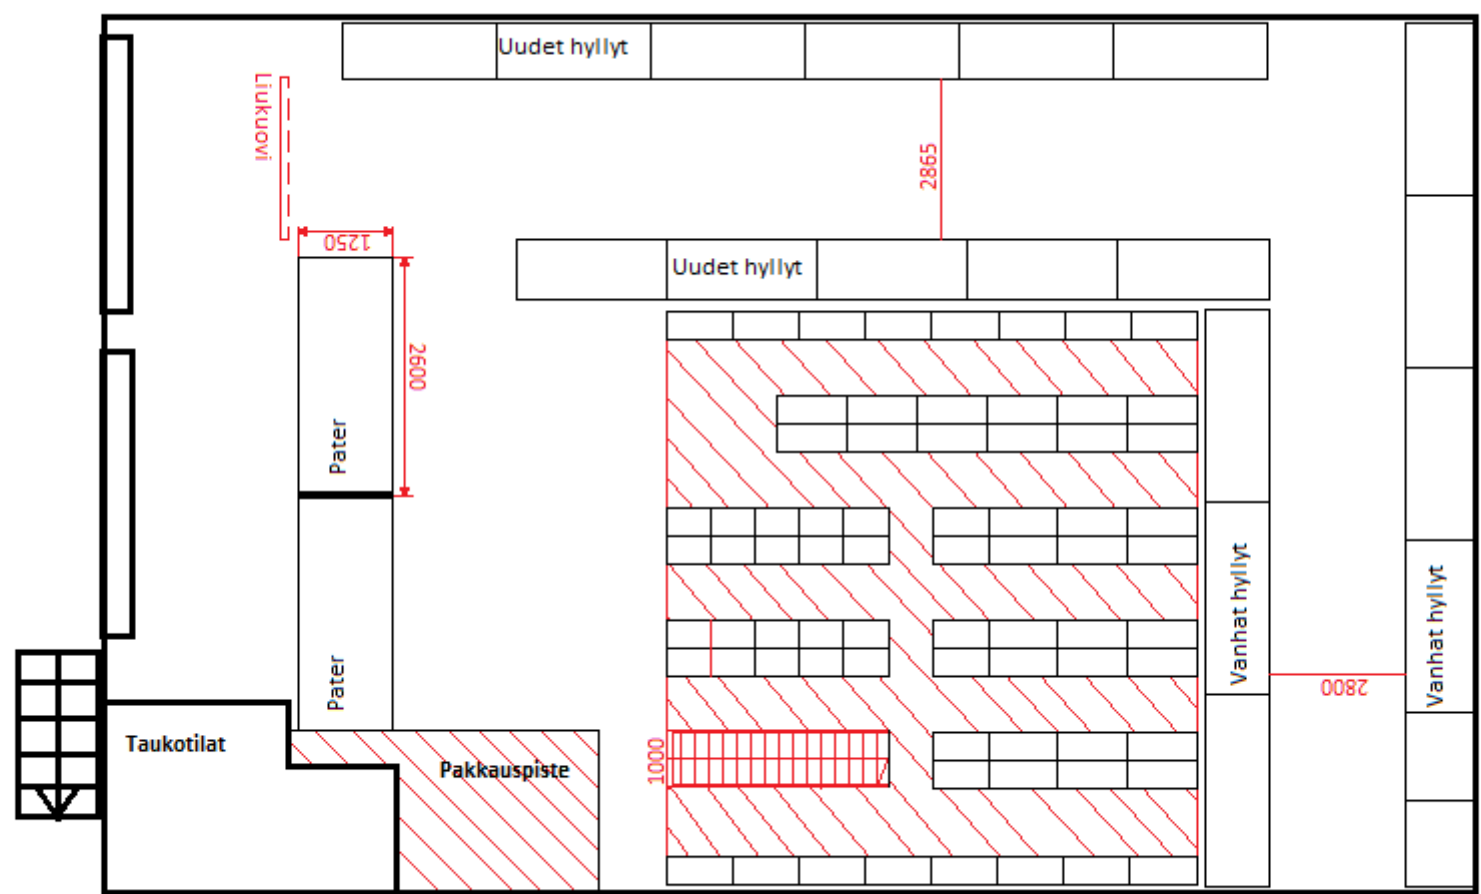 Uudet hyllyt
Liukuovi
2865
1250
Uudet hyllyt
2600
Pater
Vanhat hyllyt
Vanhat hyllyt
Pater
2800
Taukotilat
Pakkauspiste
1000